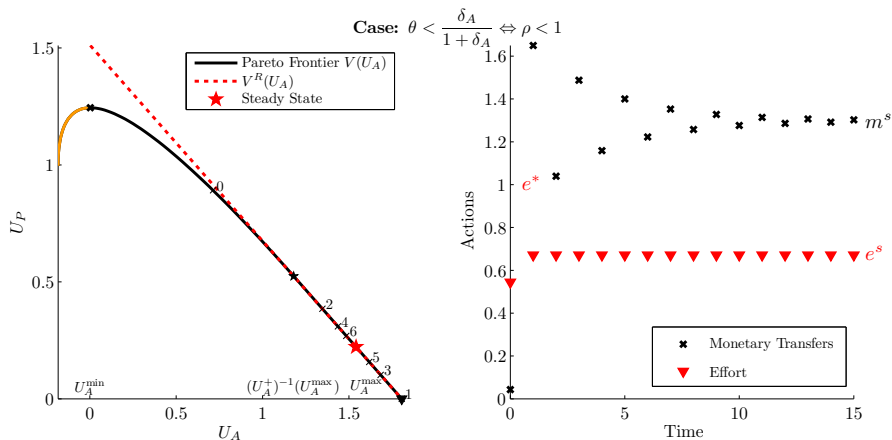 Case: θ < δ_A / (1 + δ_A) ⇔ ρ < 1
Pareto Frontier V(U_A)
V^R(U_A)
Steady State
1.5
1
0.5
0
U_P
0
2
4
6
5
3
1
U_A^min
(U_A^+)^−1(U_A^max)
U_A^max
0
0.5
1
1.5
U_A
1.6
1.4
1.2
1
0.8
0.6
0.4
0.2
0
Actions
m^s
e*
e^s
Monetary Transfers
Effort
0
5
10
15
Time